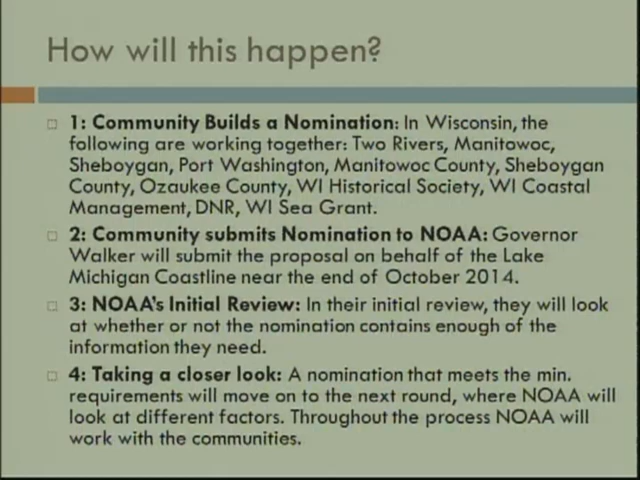 How will this happen?
1: Community Builds a Nomination: In Wisconsin, the
following are working together: Two Rivers, Manitowoc,
Sheboygan, Port Washington, Manitowoc County, Sheboygan
County, Ozaukee County, WI Historical Society, WI Coastal
Management, DNR, WI Sea Grant.
2: Community submits Nomination to NOAA: Governor
Walker will submit the proposal on behalf of the Lake
Michigan Coastline near the end of October 2014.
3: NOAA's Initial Review: In their initial review, they will look
at whether or not the nomination contains enough of the
information they need.
4: Taking a closer look: A nomination that meets the min.
requirements will move on to the next round, where NOAA will
look at different factors. Throughout the process NOAA will
work with the communities.